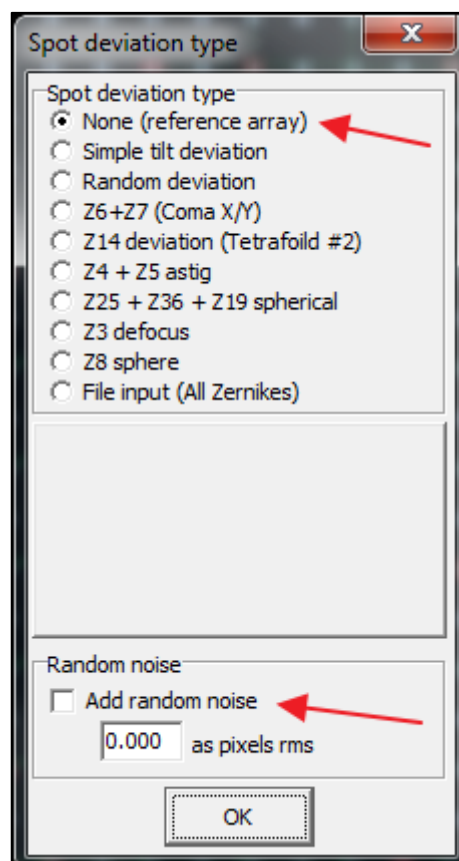 Spot deviation type
Spot deviation type
None (reference array)
Simple tilt deviation
Random deviation
Z6+Z7 (Coma X/Y)
Z14 deviation (Tetrafoild #2)
Z4 + Z5 astig
Z25 + Z36 + Z19 spherical
Z3 defocus
Z8 sphere
File input (All Zernikes)
Random noise
Add random noise
0.000 as pixels rms
OK